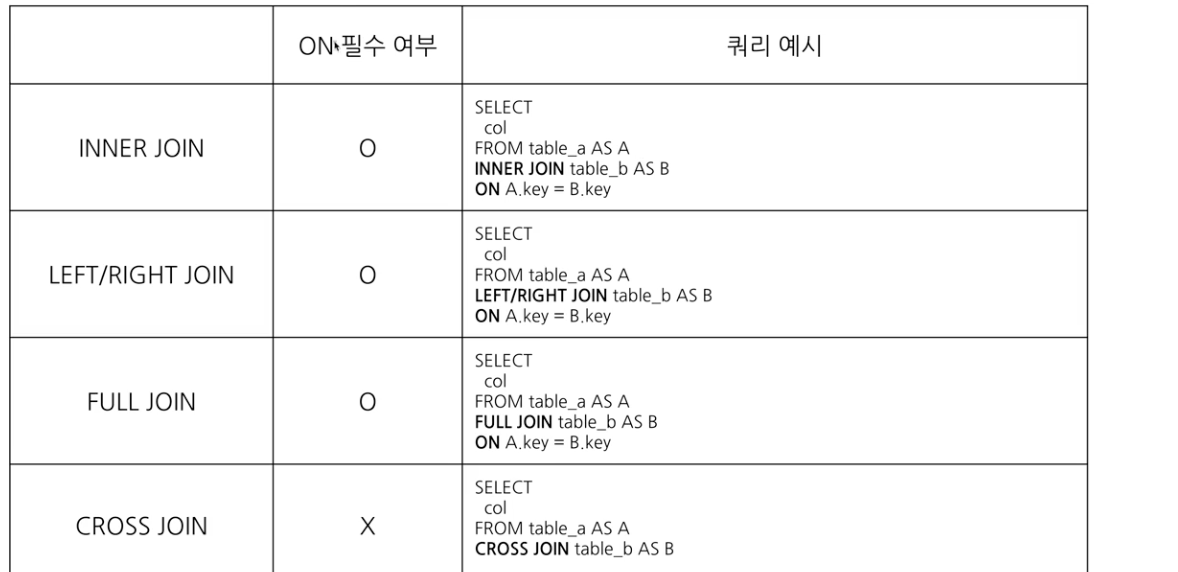 ON 필수 여부
쿼리 예시
INNER JOIN
O
SELECT
col
FROM table_a AS A
INNER JOIN table_b AS B
ON A.key = B.key
LEFT/RIGHT JOIN
O
SELECT
col
FROM table_a AS A
LEFT/RIGHT JOIN table_b AS B
ON A.key = B.key
FULL JOIN
O
SELECT
col
FROM table_a AS A
FULL JOIN table_b AS B
ON A.key = B.key
CROSS JOIN
X
SELECT
col
FROM table_a AS A
CROSS JOIN table_b AS B